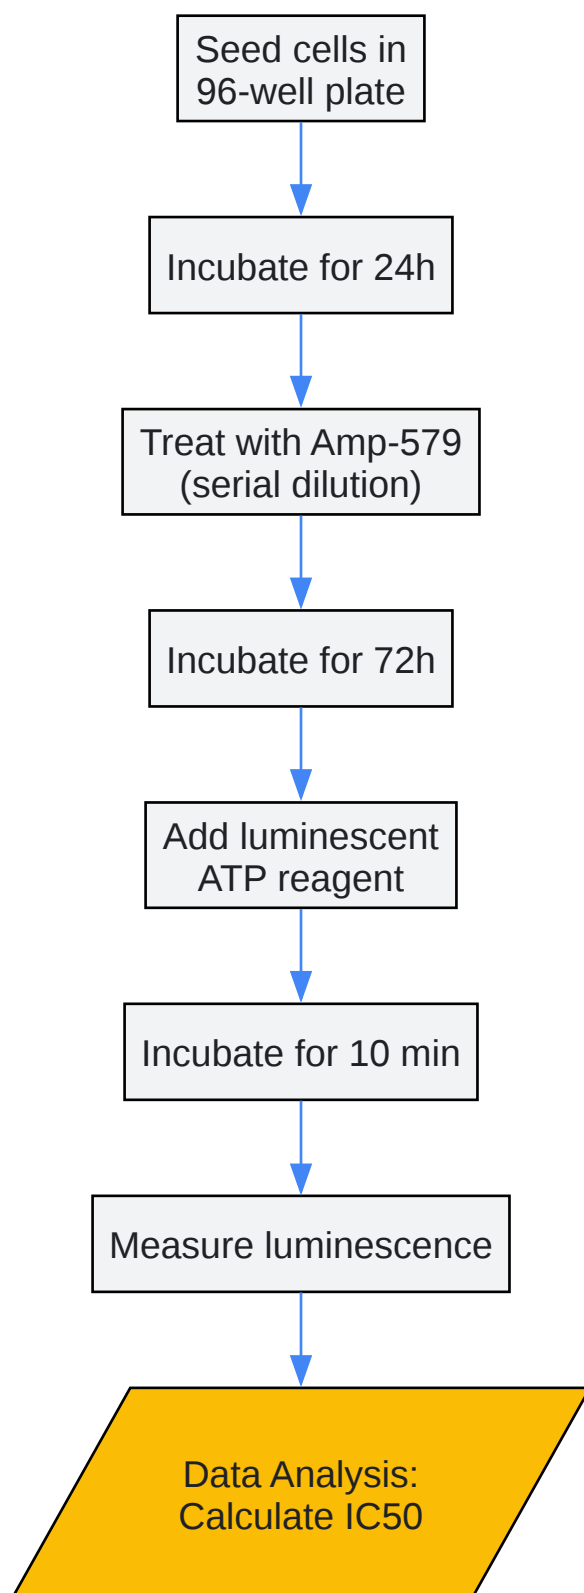 Seed cells in
96-well plate
Incubate for 24h
Treat with Amp-579
(serial dilution)
Incubate for 72h
Add luminescent
ATP reagent
Incubate for 10 min
Measure luminescence
Data Analysis:
Calculate IC50